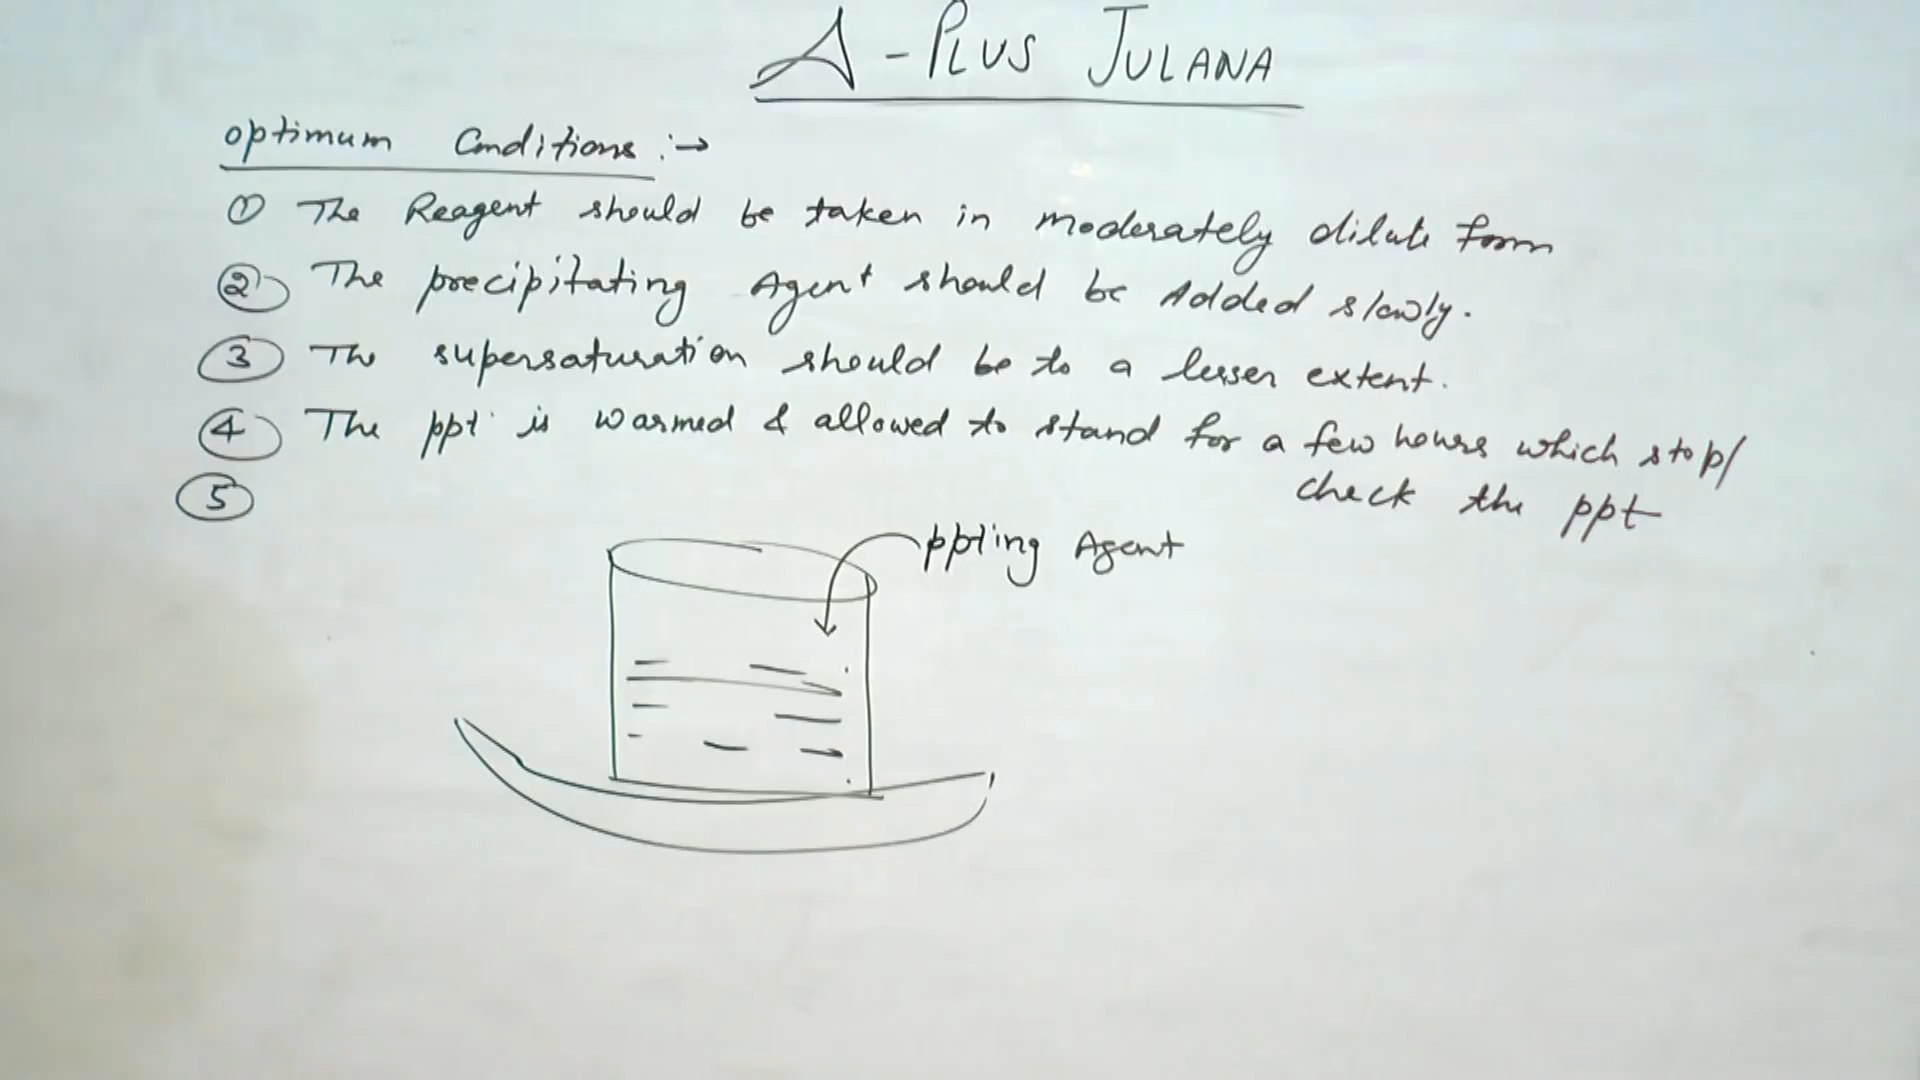 A-PLUS JULANA
optimum Conditions :→
① The Reagent should be taken in moderately dilute form
② The precipitating Agent should be Added slowly.
③ The supersaturation should be to a lesser extent.
④ The ppt is warmed & allowed to stand for a few hours which stop/
check the ppt
⑤
ppting Agent